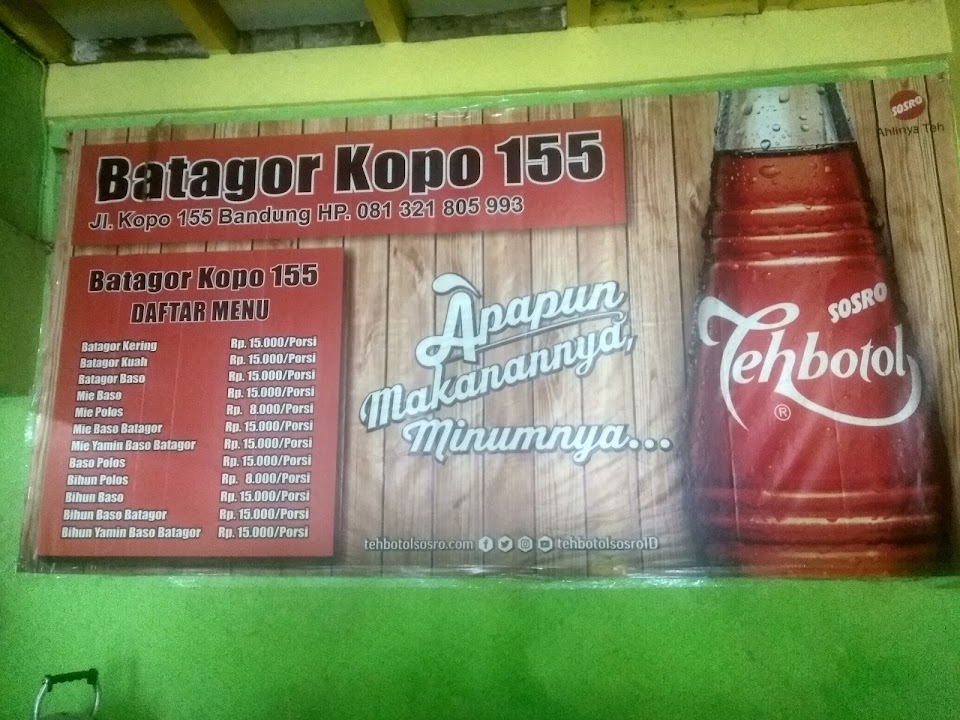 SOSRO
Ahlinya Teh
Batagor Kopo 155
Jl. Kopo 155 Bandung HP. 081 321 805 993
Batagor Kopo 155
DAFTAR MENU
Batagor Kering Rp. 15.000/Porsi
Batagor Kuah Rp. 15.000/Porsi
Batagor Baso Rp. 15.000/Porsi
Mie Baso Rp. 15.000/Porsi
Mie Polos Rp. 8.000/Porsi
Mie Baso Batagor Rp. 15.000/Porsi
Mie Yamin Baso Batagor Rp. 15.000/Porsi
Baso Polos Rp. 15.000/Porsi
Bihun Polos Rp. 8.000/Porsi
Bihun Baso Rp. 15.000/Porsi
Bihun Baso Batagor Rp. 15.000/Porsi
Bihun Yamin Baso Batagor Rp. 15.000/Porsi
Apapun
Makanannya,
Minumnya...
tehbotolsosro.com tehbotolsosro1D
SOSRO
Tehbotol
®